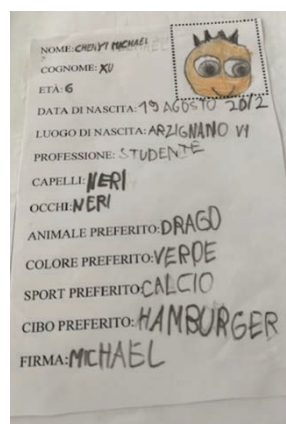 NOME: CHENYI MICHAEL
COGNOME: XU
ETÀ: 6
DATA DI NASCITA: 19 AGOSTO 2012
LUOGO DI NASCITA: ARZIGNANO VI
PROFESSIONE: STUDENTE
CAPELLI: NERI
OCCHI: NERI
ANIMALE PREFERITO: DRAGO
COLORE PREFERITO: VERDE
SPORT PREFERITO: CALCIO
CIBO PREFERITO: HAMBURGER
FIRMA: MICHAEL